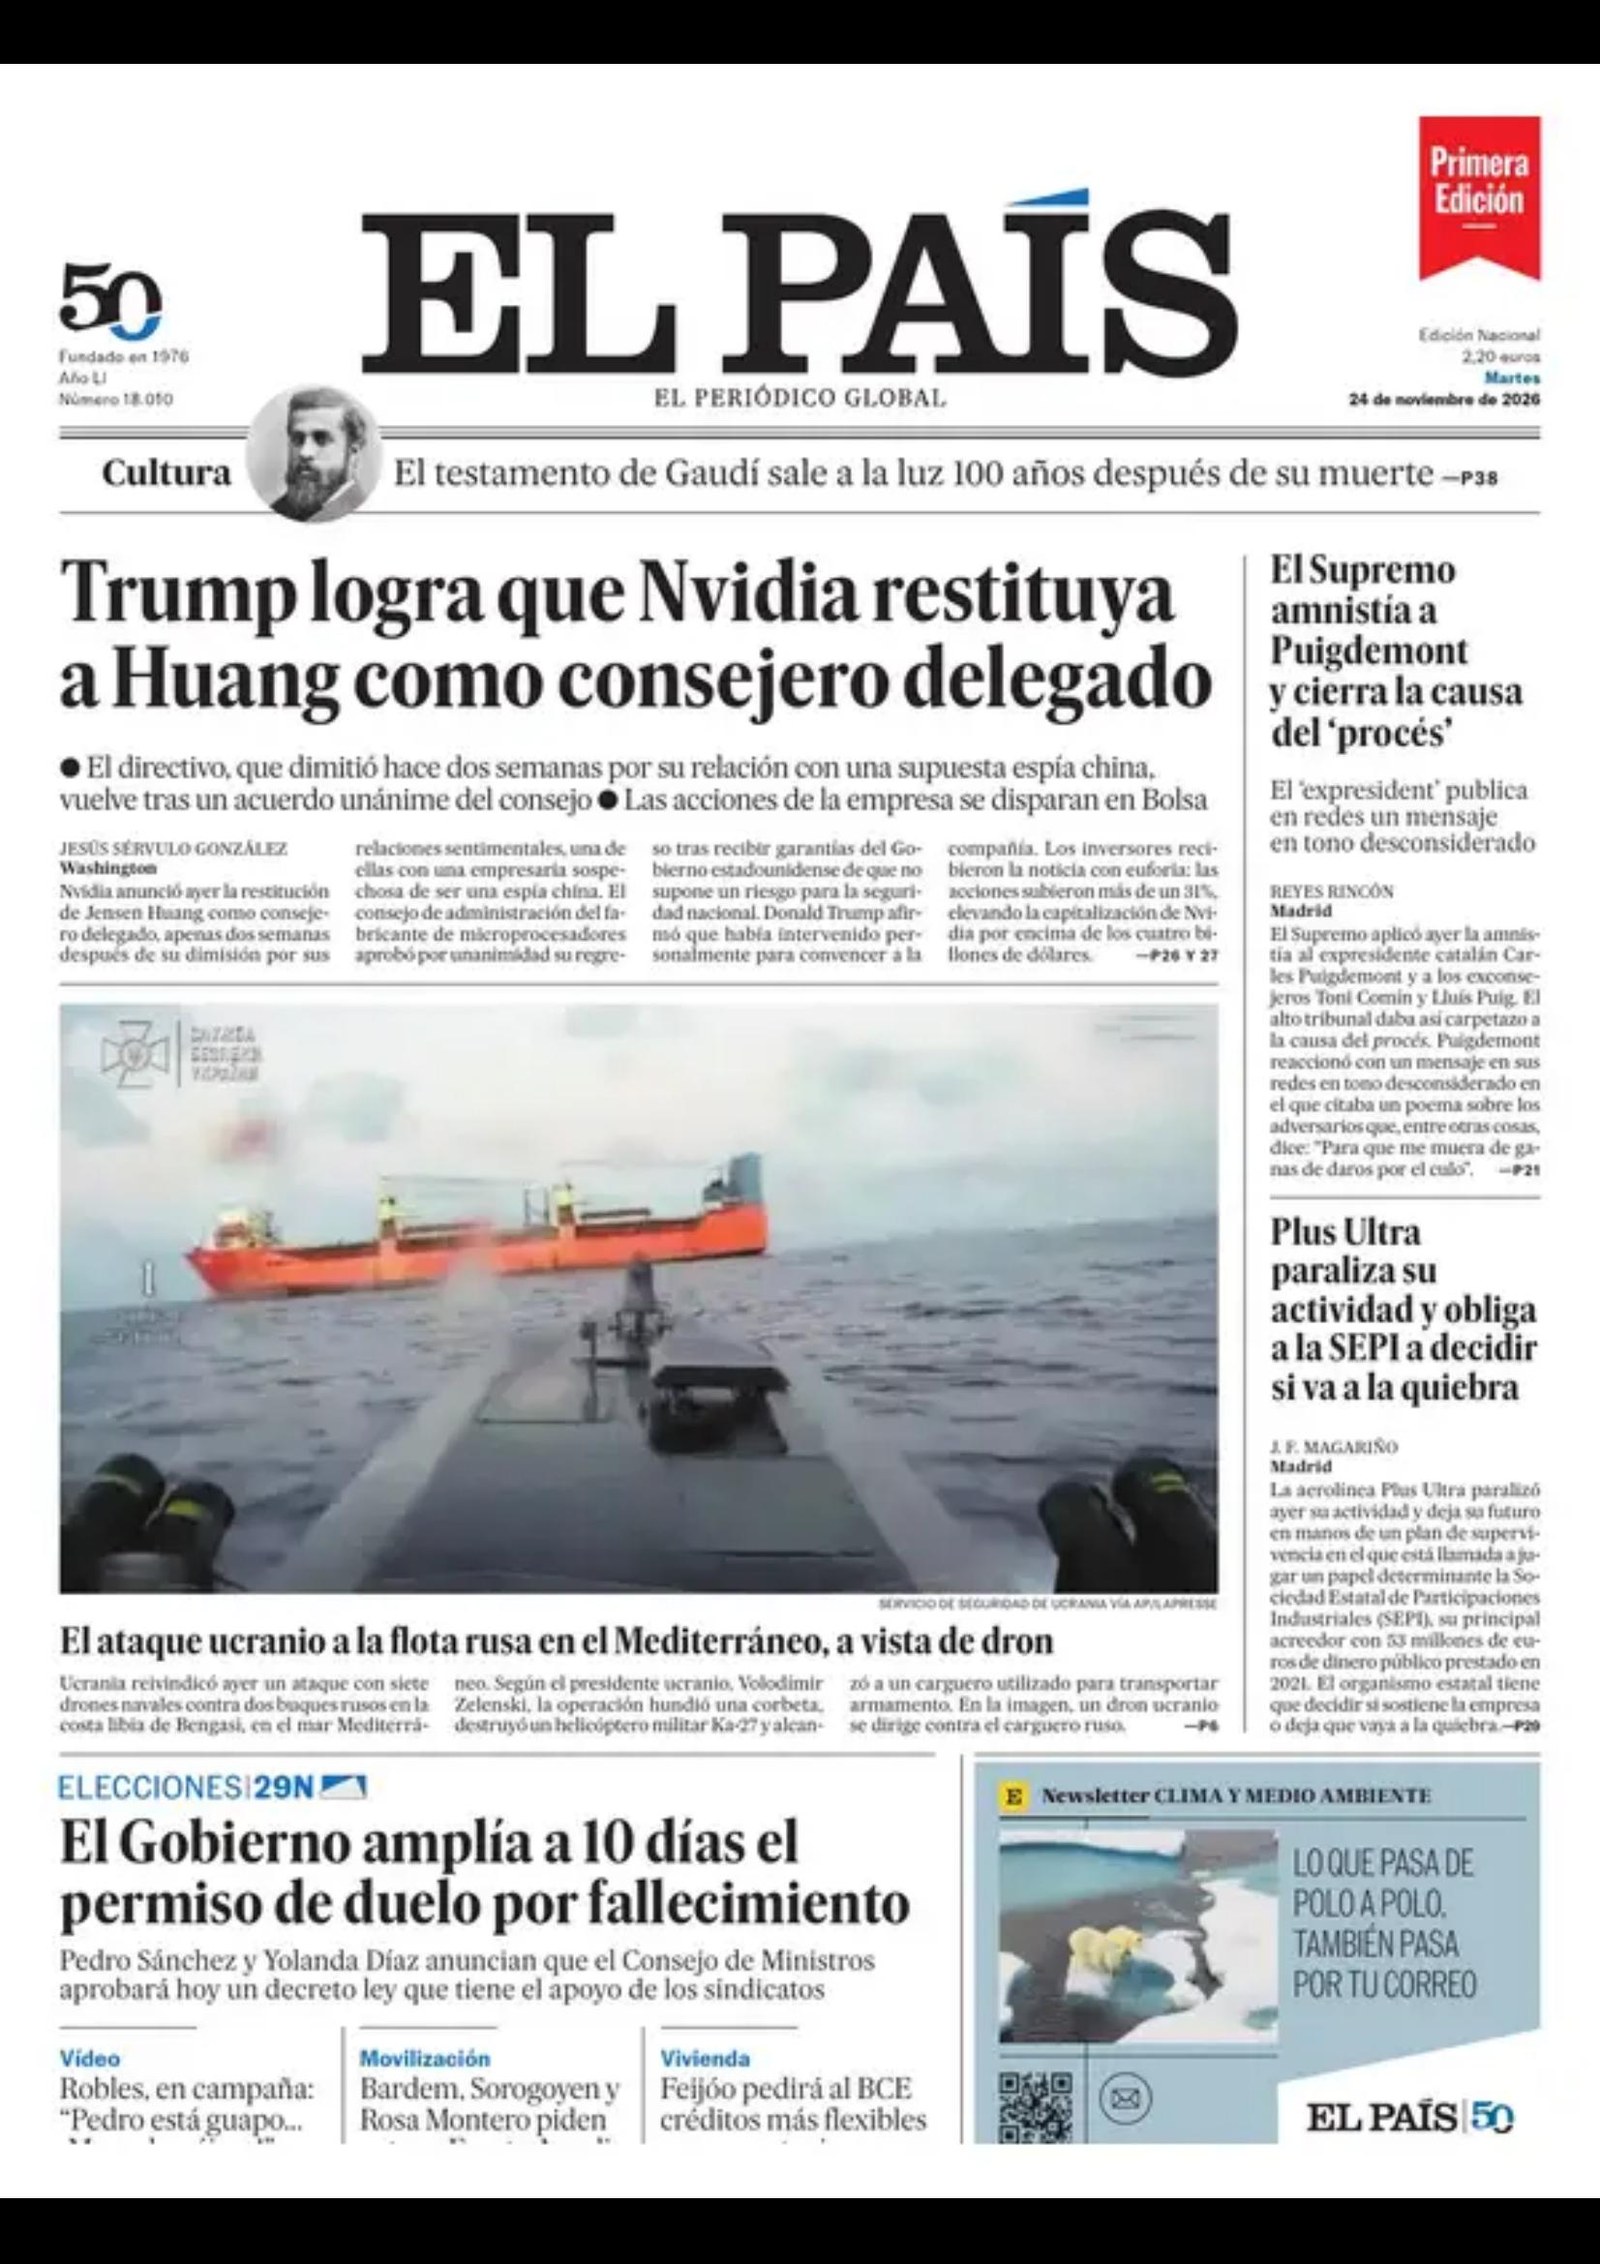 Primera
Edición
EL PAÍS
EL PERIÓDICO GLOBAL
50
Fundado en 1976
Año LI
Número 18.010
Edición Nacional
2,20 euros
Martes
24 de noviembre de 2026
Cultura
El testamento de Gaudí sale a la luz 100 años después de su muerte —P38
Trump logra que Nvidia restituya
a Huang como consejero delegado
● El directivo, que dimitió hace dos semanas por su relación con una supuesta espía china,
vuelve tras un acuerdo unánime del consejo ● Las acciones de la empresa se disparan en Bolsa
JESÚS SÉRVULO GONZÁLEZ
Washington
Nvidia anunció ayer la restitución
de Jensen Huang como conseje-
ro delegado, apenas dos semanas
después de su dimisión por sus
relaciones sentimentales, una de
ellas con una empresaria sospe-
chosa de ser una espía china. El
consejo de administración del fa-
bricante de microprocesadores
aprobó por unanimidad su regre-
so tras recibir garantías del Go-
bierno estadounidense de que no
supone un riesgo para la seguri-
dad nacional. Donald Trump afir-
mó que había intervenido per-
sonalmente para convencer a la
compañía. Los inversores reci-
bieron la noticia con euforia: las
acciones subieron más de un 31%,
elevando la capitalización de Nvi-
dia por encima de los cuatro bi-
llones de dólares. —P26 Y 27
СЛУЖБА
БЕЗПЕКИ
УКРАЇНИ
SERVICIO DE SEGURIDAD DE UCRANIA VÍA AP/LAPRESSE
El ataque ucranio a la flota rusa en el Mediterráneo, a vista de dron
Ucrania reivindicó ayer un ataque con siete
drones navales contra dos buques rusos en la
costa libia de Bengasi, en el mar Mediterrá-
neo. Según el presidente ucranio, Volodímir
Zelenski, la operación hundió una corbeta,
destruyó un helicóptero militar Ka-27 y alcan-
zó a un carguero utilizado para transportar
armamento. En la imagen, un dron ucranio
se dirige contra el carguero ruso. —P6
El Supremo
amnistía a
Puigdemont
y cierra la causa
del ‘procés’
El ‘expresident’ publica
en redes un mensaje
en tono desconsiderado
REYES RINCÓN
Madrid
El Supremo aplicó ayer la amnis-
tía al expresidente catalán Car-
les Puigdemont y a los exconse-
jeros Toni Comín y Lluís Puig. El
alto tribunal daba así carpetazo a
la causa del procés. Puigdemont
reaccionó con un mensaje en sus
redes en tono desconsiderado en
el que citaba un poema sobre los
adversarios que, entre otras cosas,
dice: “Para que me muera de ga-
nas de daros por el culo”. —P21
Plus Ultra
paraliza su
actividad y obliga
a la SEPI a decidir
si va a la quiebra
J. F. MAGARIÑO
Madrid
La aerolínea Plus Ultra paralizó
ayer su actividad y deja su futuro
en manos de un plan de supervi-
vencia en el que está llamada a ju-
gar un papel determinante la So-
ciedad Estatal de Participaciones
Industriales (SEPI), su principal
acreedor con 53 millones de eu-
ros de dinero público prestado en
2021. El organismo estatal tiene
que decidir si sostiene la empresa
o deja que vaya a la quiebra.—P29
ELECCIONES|29N
El Gobierno amplía a 10 días el
permiso de duelo por fallecimiento
Pedro Sánchez y Yolanda Díaz anuncian que el Consejo de Ministros
aprobará hoy un decreto ley que tiene el apoyo de los sindicatos
Vídeo
Robles, en campaña:
“Pedro está guapo...
Movilización
Bardem, Sorogoyen y
Rosa Montero piden
Vivienda
Feijóo pedirá al BCE
créditos más flexibles
E Newsletter CLIMA Y MEDIO AMBIENTE
LO QUE PASA DE
POLO A POLO,
TAMBIÉN PASA
POR TU CORREO
EL PAÍS|50